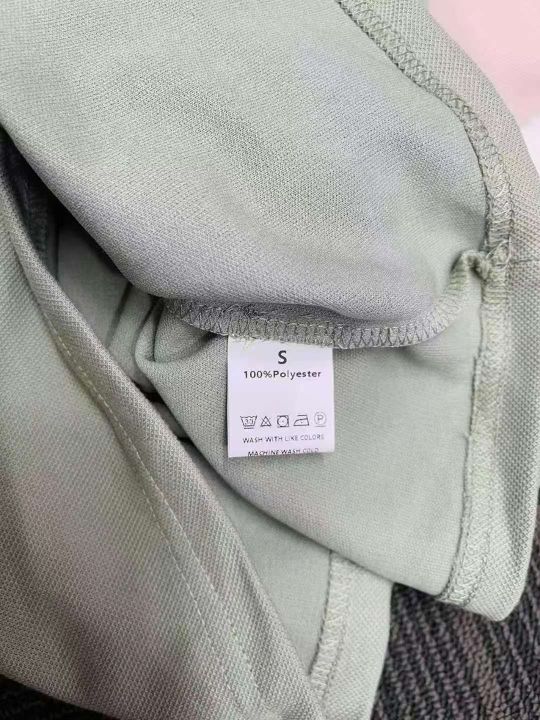 S
100%Polyester
WASH WITH LIKE COLORS
MACHINE WASH COLD